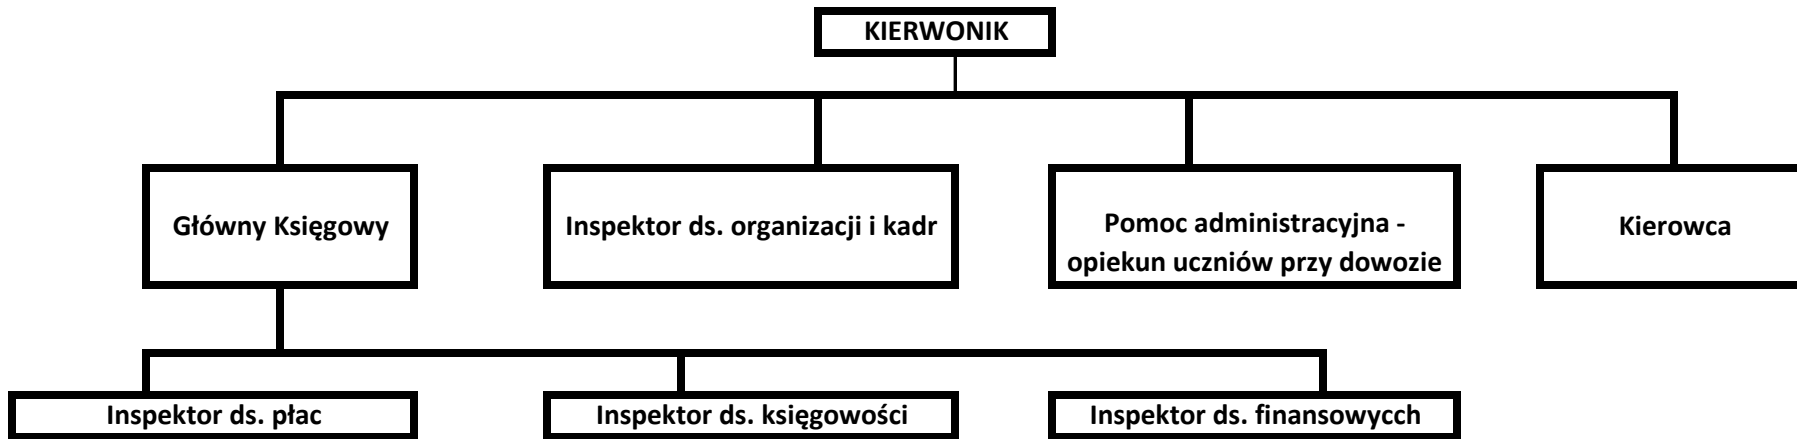 KIERWONIK
Główny Księgowy
Inspektor ds. organizacji i kadr
Pomoc administracyjna -
opiekun uczniów przy dowozie
Kierowca
Inspektor ds. płac
Inspektor ds. księgowości
Inspektor ds. finansowycch